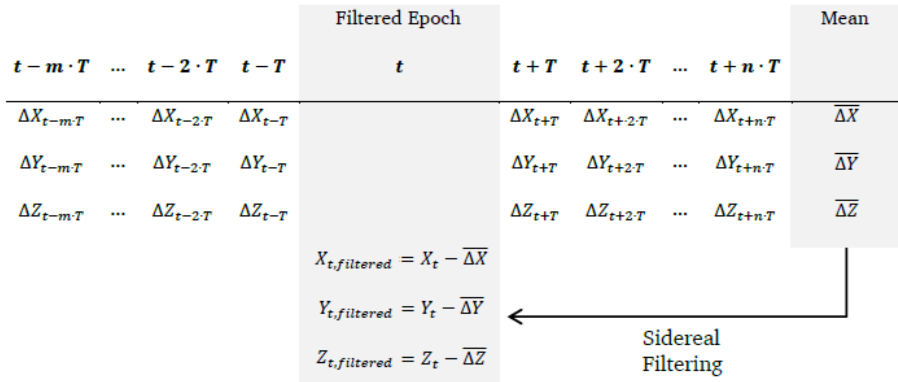 Filtered Epoch Mean
t − m · T ... t − 2 · T t − T t t + T t + 2 · T ... t + n · T
ΔX_{t−m·T} ... ΔX_{t−2·T} ΔX_{t−T} ΔX_{t+T} ΔX_{t+·2·T} ... ΔX_{t+n·T} \overline{ΔX}
ΔY_{t−m·T} ... ΔY_{t−2·T} ΔY_{t−T} ΔY_{t+T} ΔY_{t+2·T} ... ΔY_{t+n·T} \overline{ΔY}
ΔZ_{t−m·T} ... ΔZ_{t−2·T} ΔZ_{t−T} ΔZ_{t+T} ΔZ_{t+2·T} ... ΔZ_{t+n·T} \overline{ΔZ}
X_{t,filtered} = X_t − \overline{ΔX}
Y_{t,filtered} = Y_t − \overline{ΔY}
Z_{t,filtered} = Z_t − \overline{ΔZ}
Sidereal
Filtering